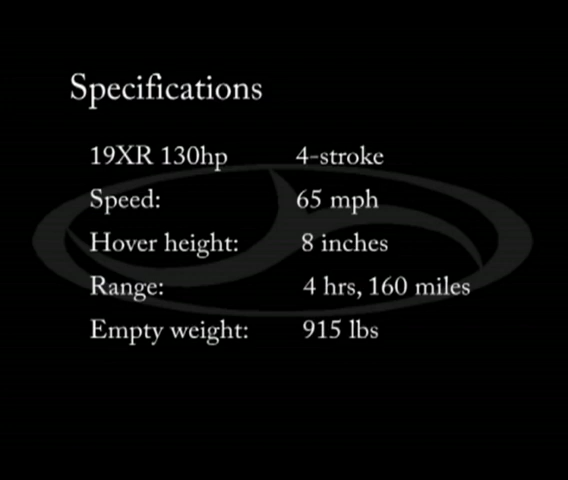 Specifications
19XR 130hp 4-stroke
Speed: 65 mph
Hover height: 8 inches
Range: 4 hrs, 160 miles
Empty weight: 915 lbs